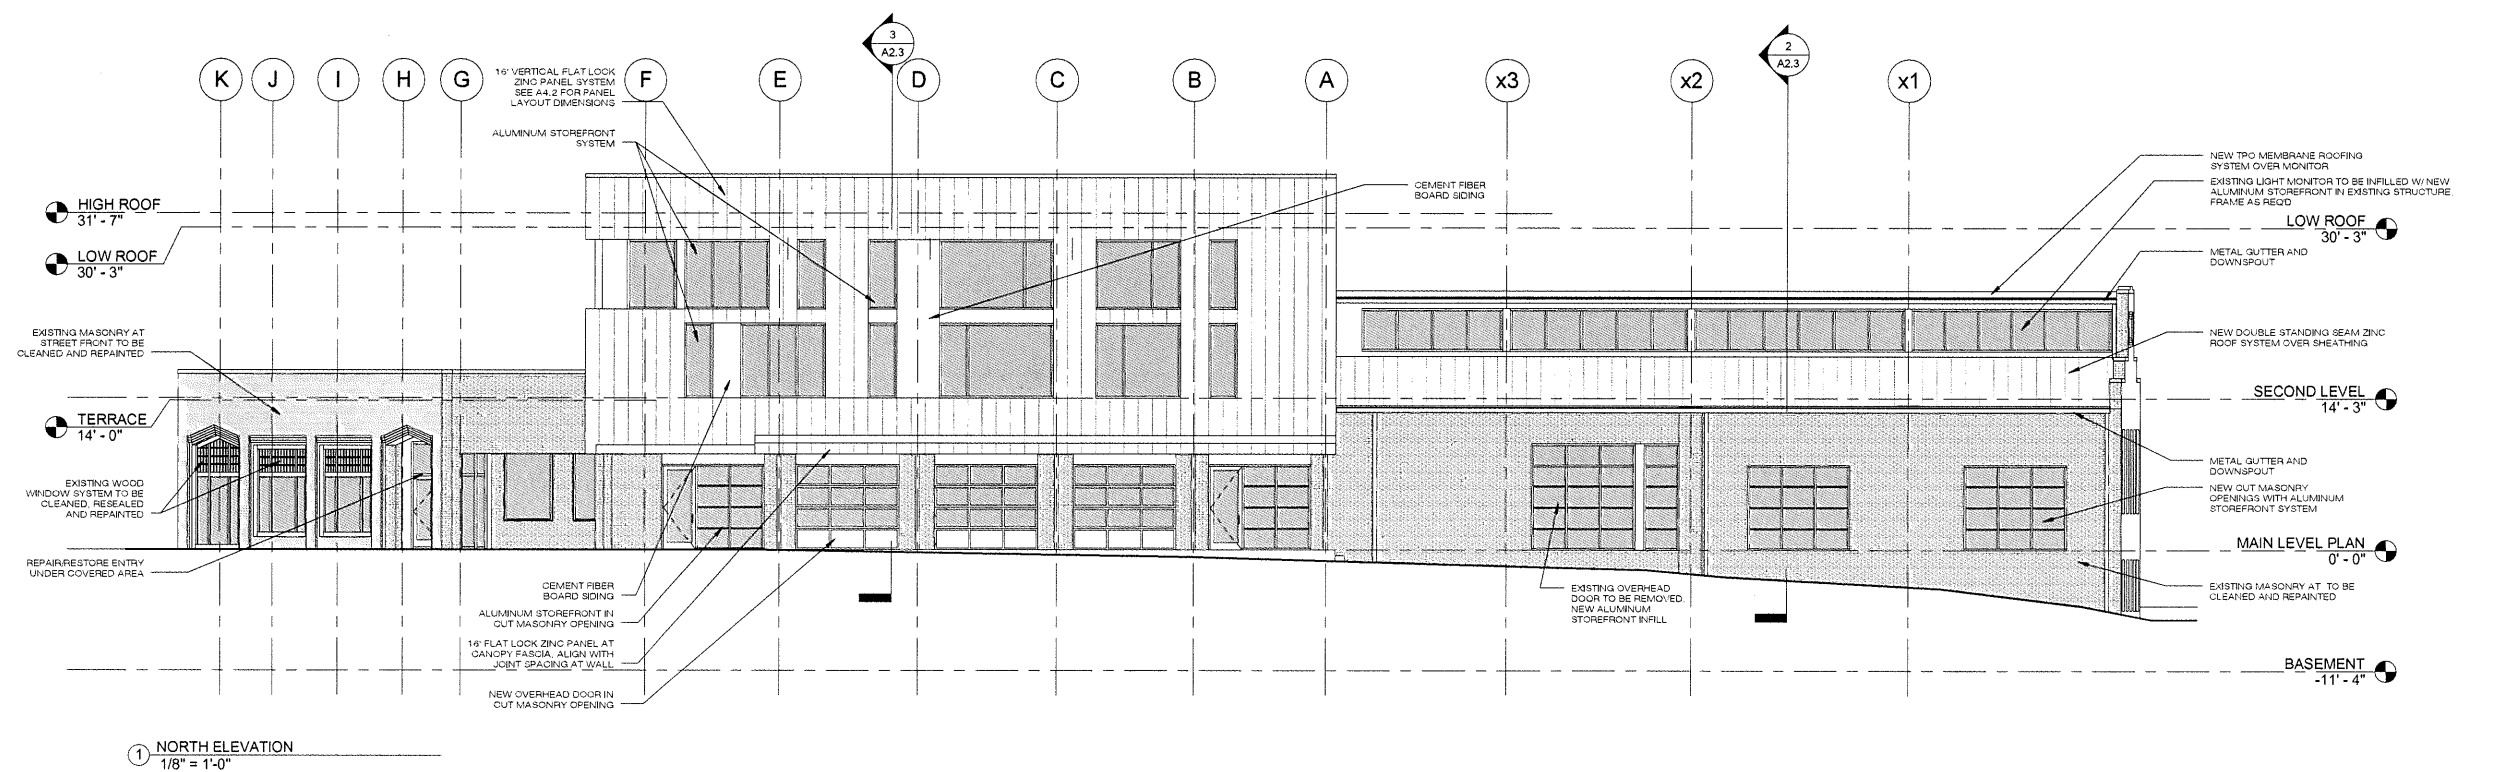 3
A2.3
2
A2.3
K
J
I
H
G
F
E
D
C
B
A
x3
x2
x1
16' VERTICAL FLAT LOCK
ZINC PANEL SYSTEM
SEE A4.2 FOR PANEL
LAYOUT DIMENSIONS
ALUMINUM STOREFRONT
SYSTEM
CEMENT FIBER
BOARD SIDING
NEW TPO MEMBRANE ROOFING
SYSTEM OVER MONITOR
EXISTING LIGHT MONITOR TO BE INFILLED W/ NEW
ALUMINUM STOREFRONT IN EXISTING STRUCTURE.
FRAME AS REQ'D
HIGH ROOF
31' - 7"
LOW ROOF
30' - 3"
LOW ROOF
30' - 3"
METAL GUTTER AND
DOWNSPOUT
EXISTING MASONRY AT
STREET FRONT TO BE
CLEANED AND REPAINTED
NEW DOUBLE STANDING SEAM ZINC
ROOF SYSTEM OVER SHEATHING
TERRACE
14' - 0"
SECOND LEVEL
14' - 3"
EXISTING WOOD
WINDOW SYSTEM TO BE
CLEANED, RESEALED
AND REPAINTED
METAL GUTTER AND
DOWNSPOUT
NEW CUT MASONRY
OPENINGS WITH ALUMINUM
STOREFRONT SYSTEM
MAIN LEVEL PLAN
0' - 0"
REPAIR/RESTORE ENTRY
UNDER COVERED AREA
CEMENT FIBER
BOARD SIDING
ALUMINUM STOREFRONT IN
CUT MASONRY OPENING
16' FLAT LOCK ZINC PANEL AT
CANOPY FASCIA, ALIGN WITH
JOINT SPACING AT WALL
NEW OVERHEAD DOOR IN
CUT MASONRY OPENING
EXISTING OVERHEAD
DOOR TO BE REMOVED.
NEW ALUMINUM
STOREFRONT INFILL
EXISTING MASONRY AT TO BE
CLEANED AND REPAINTED
BASEMENT
-11' - 4"
1
NORTH ELEVATION
1/8" = 1'-0"